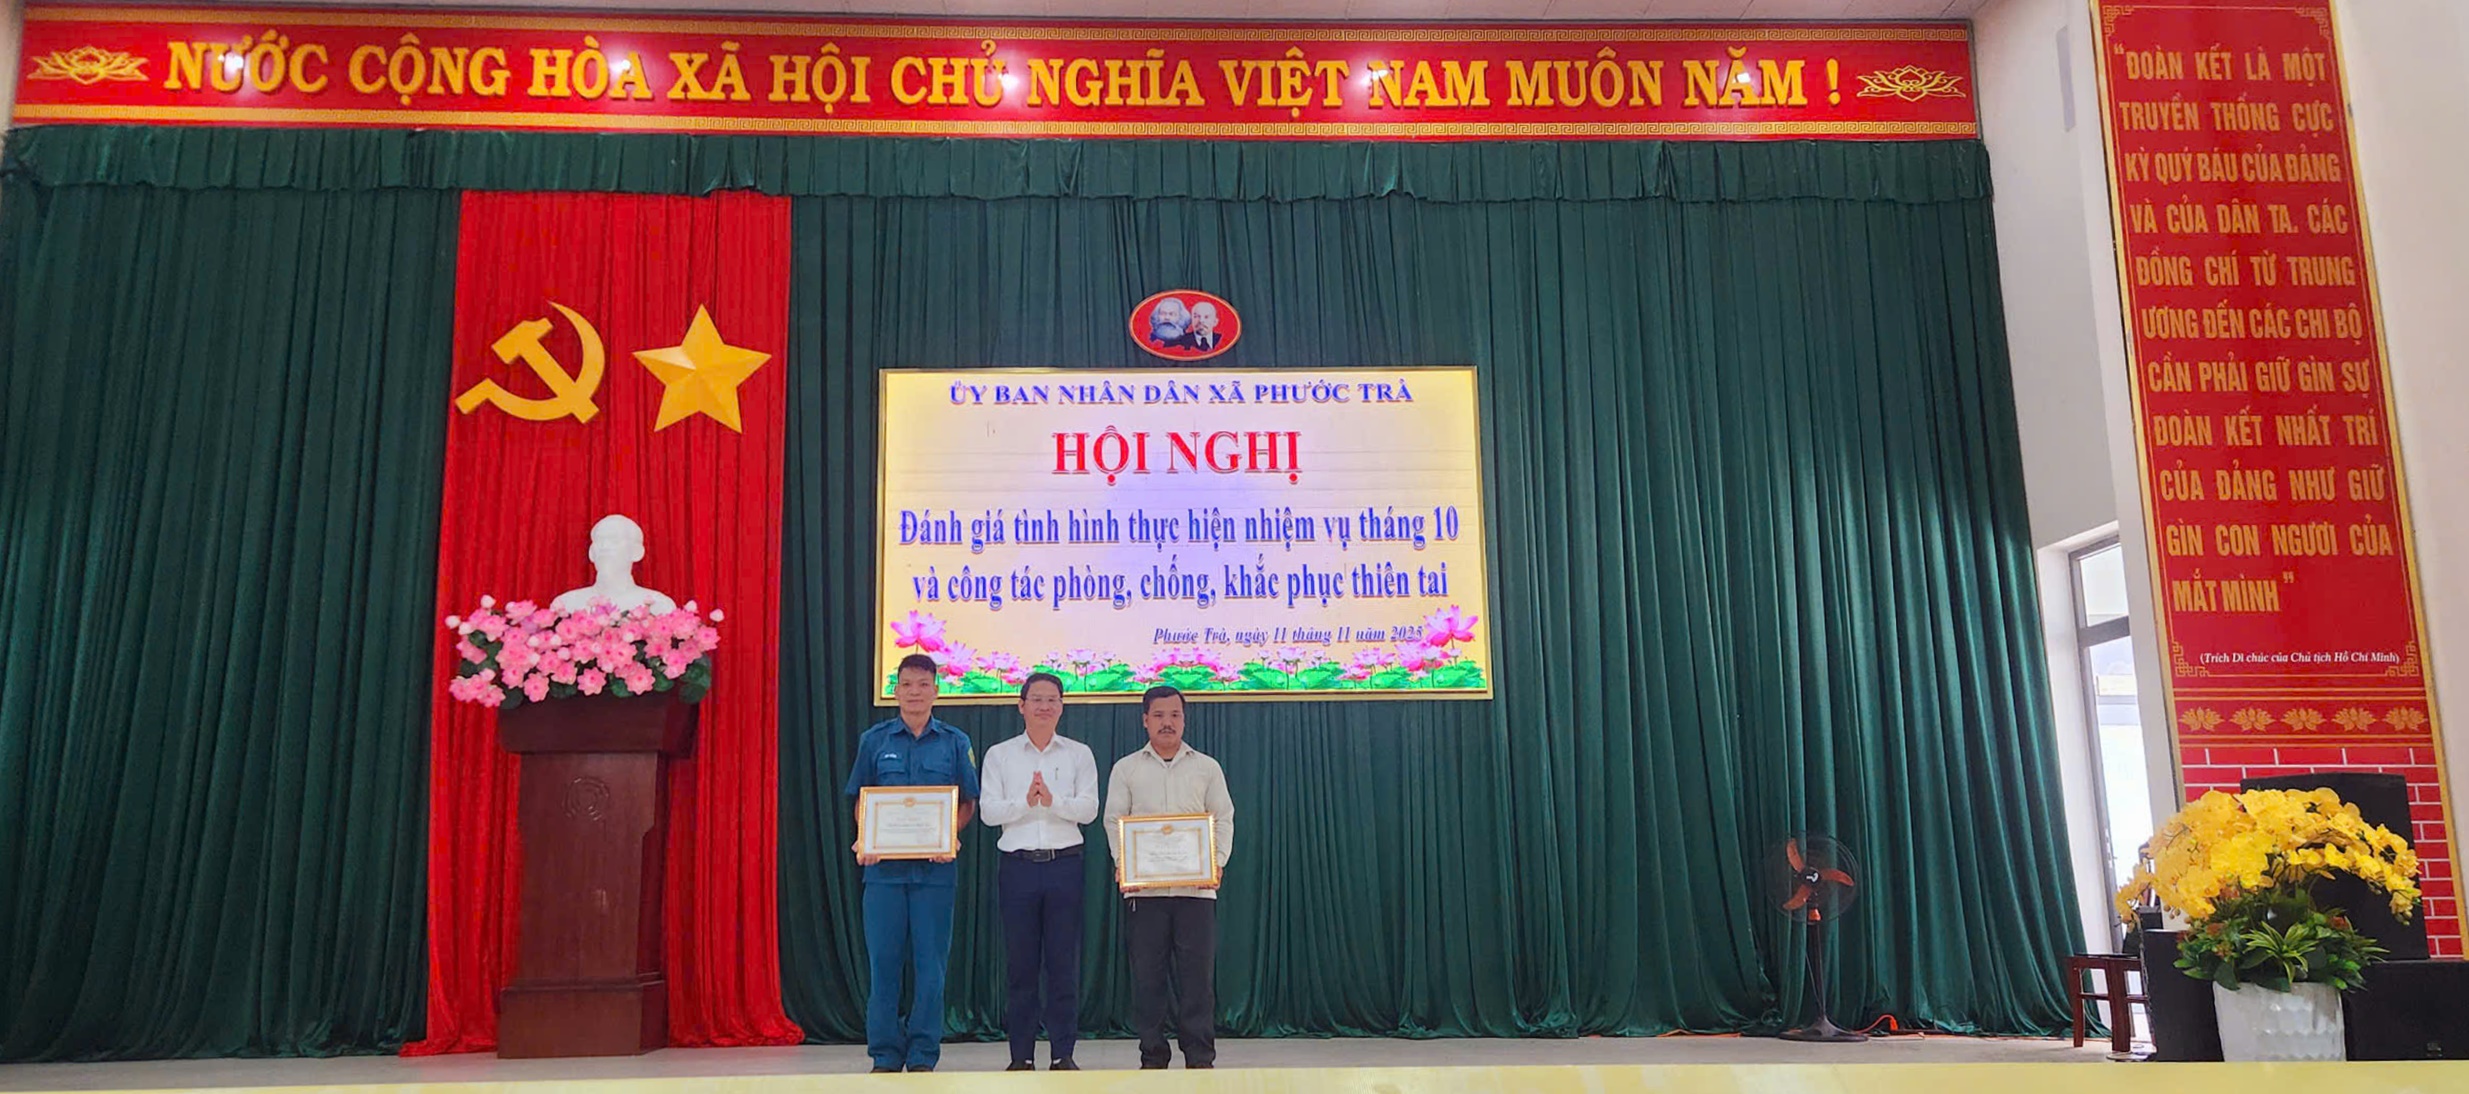 NƯỚC CỘNG HÒA XÃ HỘI CHỦ NGHĨA VIỆT NAM MUÔN NĂM !
ỦY BAN NHÂN DÂN XÃ PHƯỚC TRÀ
HỘI NGHỊ
Đánh giá tình hình thực hiện nhiệm vụ tháng 10
và công tác phòng, chống, khắc phục thiên tai
Phước Trà, ngày 11 tháng 11 năm 2025
“ĐOÀN KẾT LÀ MỘT
TRUYỀN THỐNG CỰC
KỲ QUÝ BÁU CỦA ĐẢNG
VÀ CỦA DÂN TA. CÁC
ĐỒNG CHÍ TỪ TRUNG
ƯƠNG ĐẾN CÁC CHI BỘ
CẦN PHẢI GIỮ GÌN SỰ
ĐOÀN KẾT NHẤT TRÍ
CỦA ĐẢNG NHƯ GIỮ
GÌN CON NGƯƠI CỦA
MẮT MÌNH”
(Trích Di chúc của Chủ tịch Hồ Chí Minh)